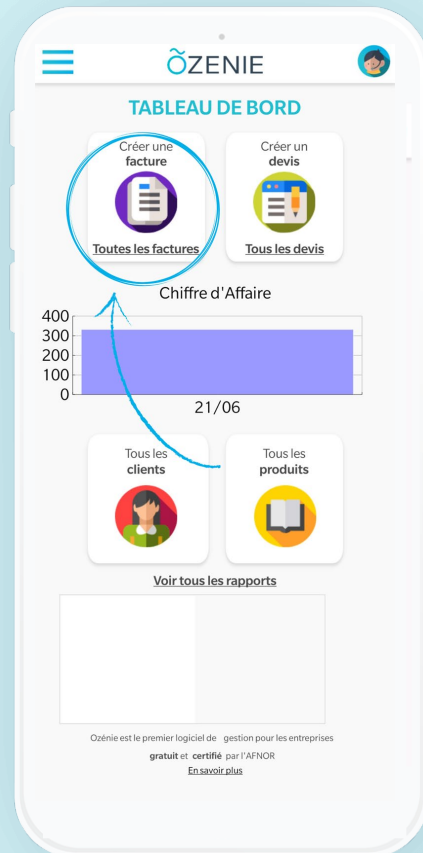 ÕZENIE
TABLEAU DE BORD
Créer une
facture
Toutes les factures
Créer un
devis
Tous les devis
Chiffre d'Affaire
400
300
200
100
0
21/06
Tous les
clients
Tous les
produits
Voir tous les rapports
Ozénie est le premier logiciel de gestion pour les entreprises
gratuit et certifié par l'AFNOR
En savoir plus